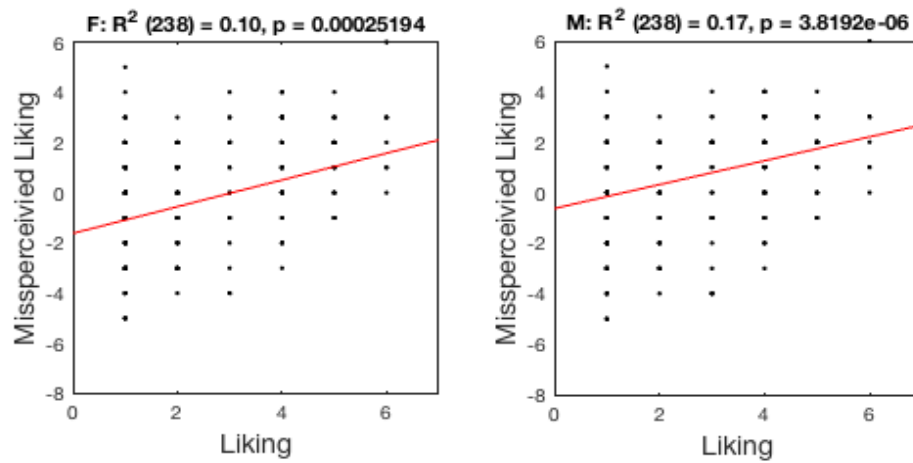 F: R² (238) = 0.10, p = 0.00025194
Missperceivied Liking
6
4
2
0
-2
-4
-6
-8
0 2 4 6
Liking
M: R² (238) = 0.17, p = 3.8192e-06
Missperceivied Liking
6
4
2
0
-2
-4
-6
-8
0 2 4 6
Liking